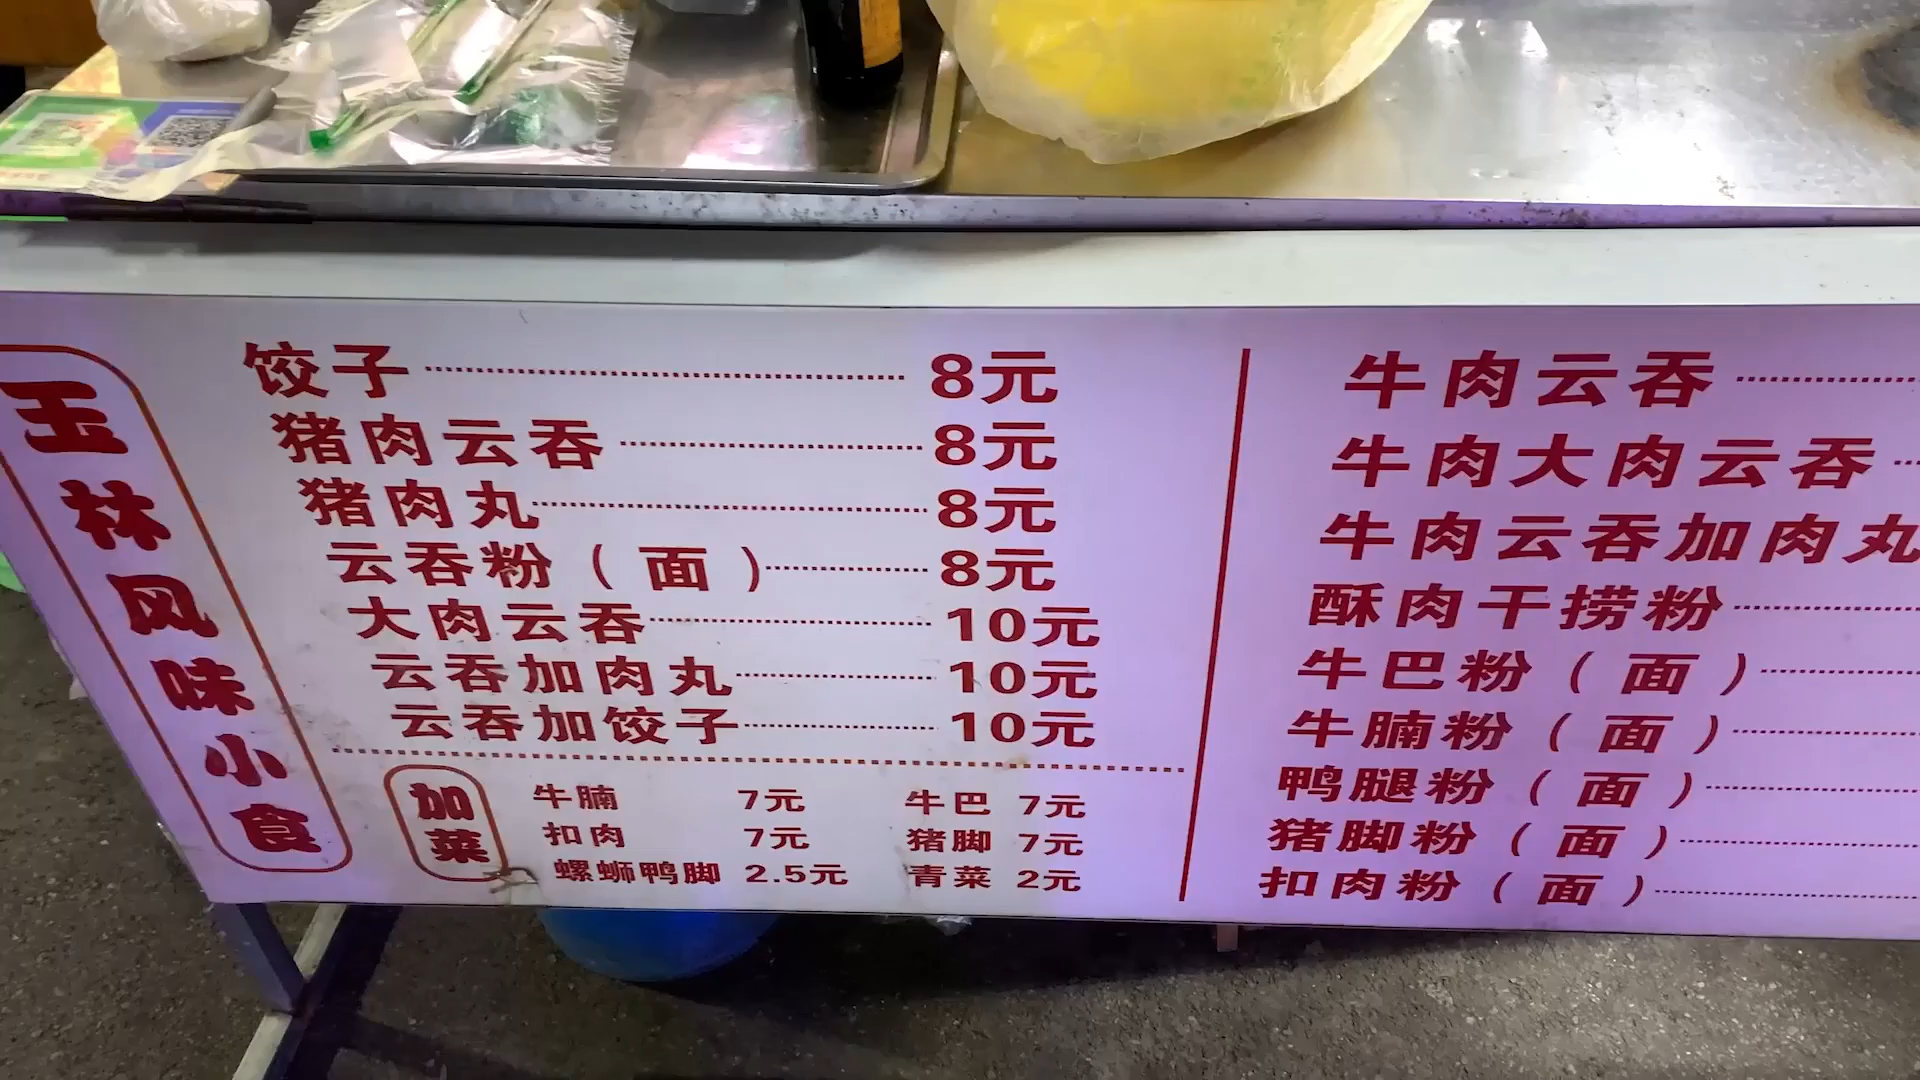 玉林风味小食
饺子 8元
猪肉云吞 8元
猪肉丸 8元
云吞粉（面） 8元
大肉云吞 10元
云吞加肉丸 10元
云吞加饺子 10元
加菜
牛腩 7元 牛巴 7元
扣肉 7元 猪脚 7元
螺蛳鸭脚 2.5元 青菜 2元
牛肉云吞
牛肉大肉云吞
牛肉云吞加肉丸
酥肉干捞粉
牛巴粉（面）
牛腩粉（面）
鸭腿粉（面）
猪脚粉（面）
扣肉粉（面）